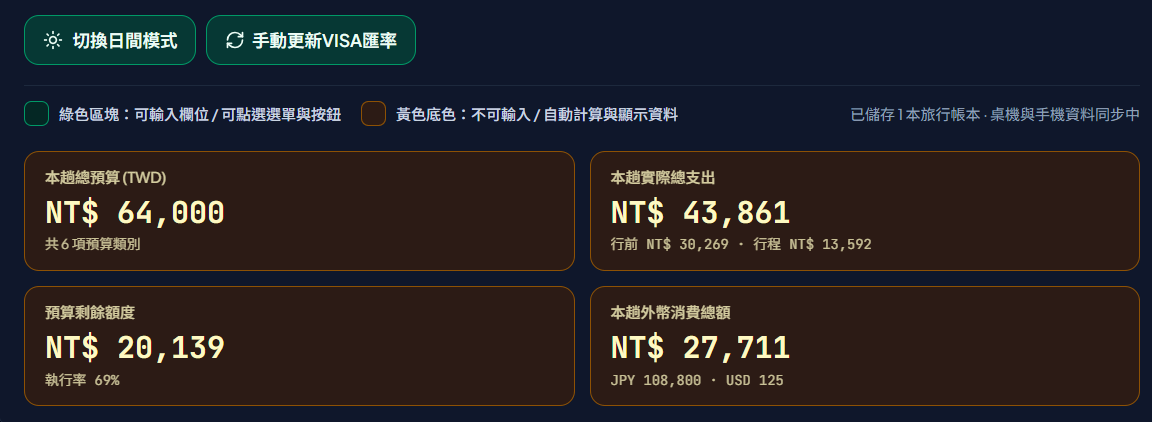 切換日間模式
手動更新VISA匯率
綠色區塊：可輸入欄位 / 可點選選單與按鈕
黃色底色：不可輸入 / 自動計算與顯示資料
已儲存 1 本旅行帳本 · 桌機與手機資料同步中
本趟總預算 (TWD)
NT$ 64,000
共 6 項預算類別
本趟實際總支出
NT$ 43,861
行前 NT$ 30,269 · 行程 NT$ 13,592
預算剩餘額度
NT$ 20,139
執行率 69%
本趟外幣消費總額
NT$ 27,711
JPY 108,800 · USD 125